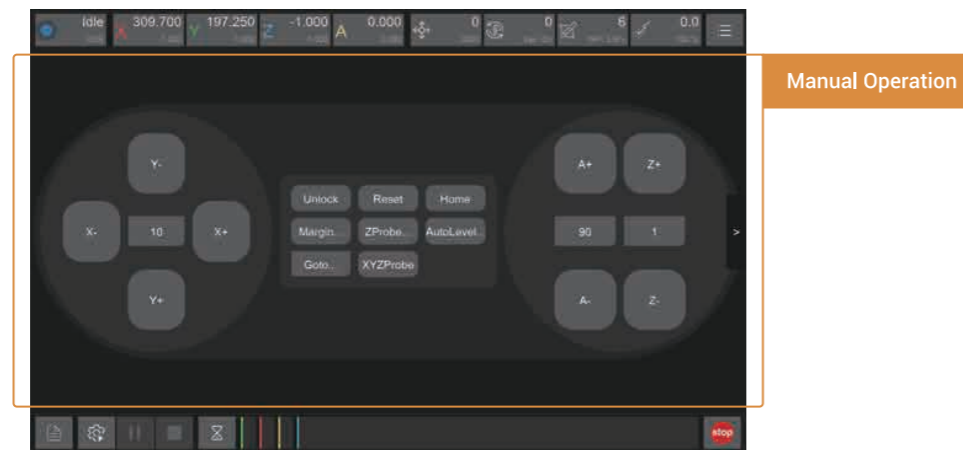 Idle 309.700 197.250 Z -1.000 A 0.000 0 0 6 0.0
Manual Operation
Y- A+ Z+
Unlock Reset Home
X- 10 X+ Margin... ZProbe... AutoLevel... 90 1 >
Goto.. XYZProbe
Y+ A- Z-
stop